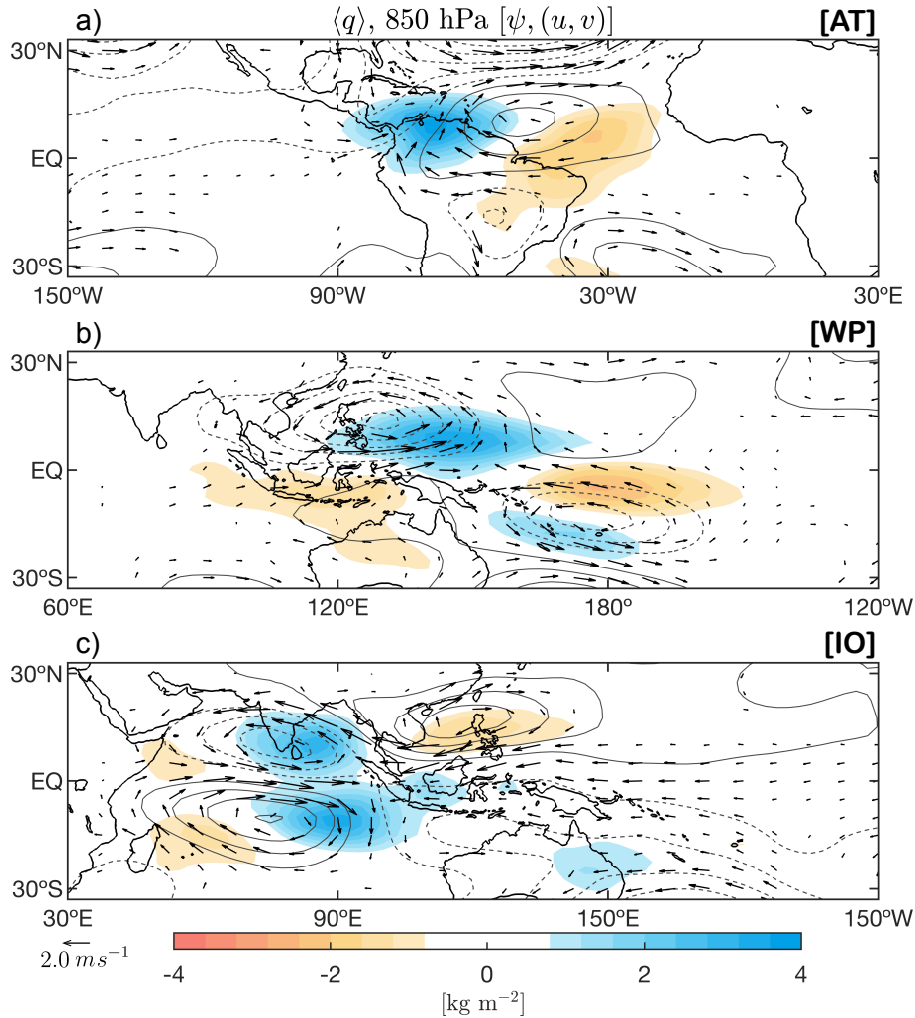 a) ⟨q⟩, 850 hPa [ψ, (u, v)] [AT]
30ºN
EQ
30ºS
150ºW 90ºW 30ºW 30ºE
b) [WP]
30ºN
EQ
30ºS
60ºE 120ºE 180º 120ºW
c) [IO]
30ºN
EQ
30ºS
30ºE 90ºE 150ºE 150ºW
2.0 ms⁻¹
-4 -2 0 2 4
[kg m⁻²]